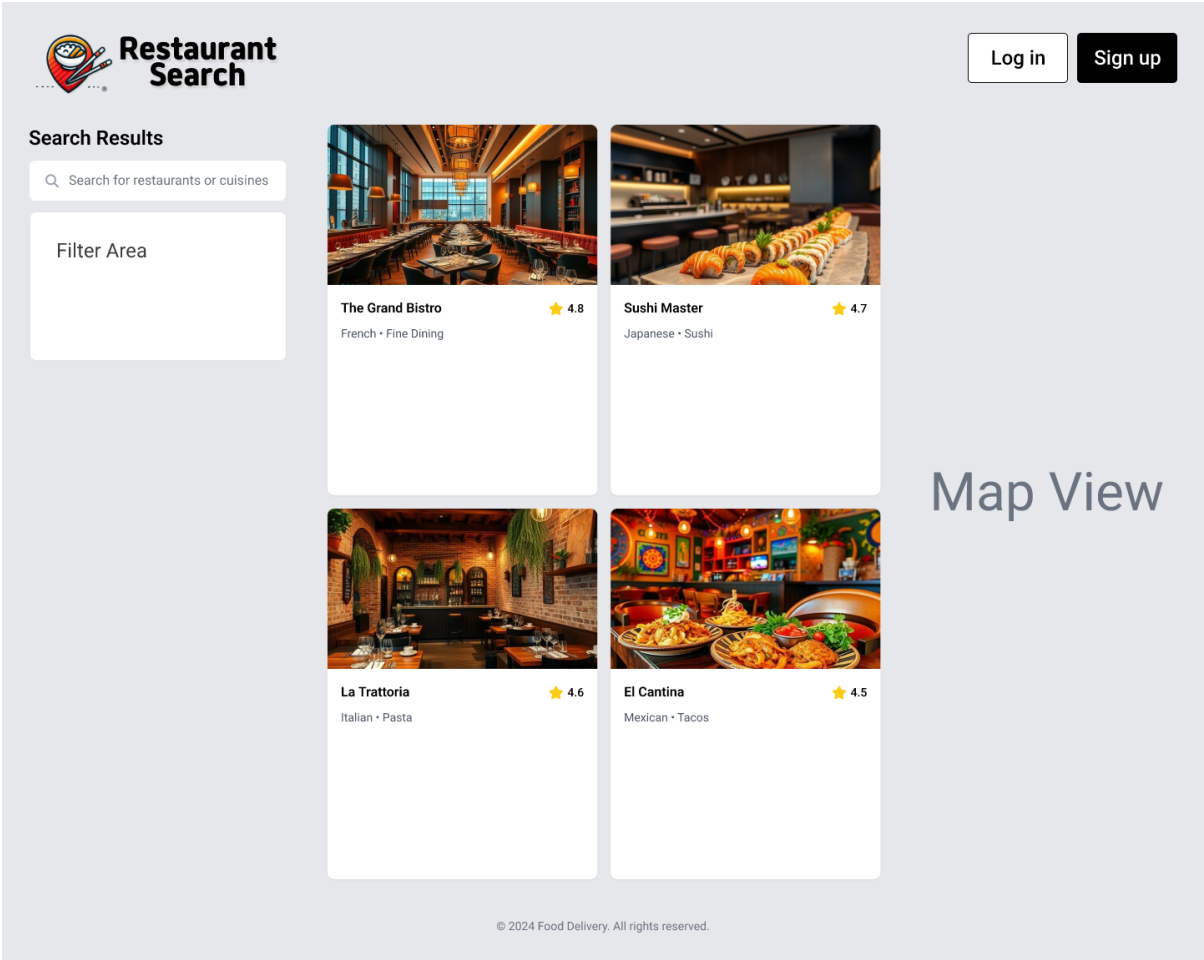 Restaurant
Search
Log in
Sign up
Search Results
Search for restaurants or cuisines
Filter Area
The Grand Bistro
4.8
French • Fine Dining
Sushi Master
4.7
Japanese • Sushi
Map View
La Trattoria
4.6
Italian • Pasta
El Cantina
4.5
Mexican • Tacos
© 2024 Food Delivery. All rights reserved.